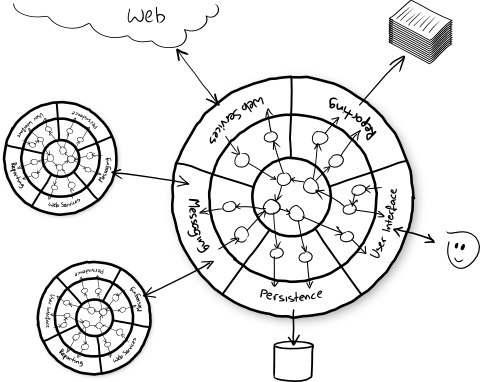 Web
Web Services
Reporting
User Interface
Persistence
Messaging
Persistence
Messaging
Web Services
Reporting
User Interface
Persistence
Messaging
Web Services
Reporting
User Interface